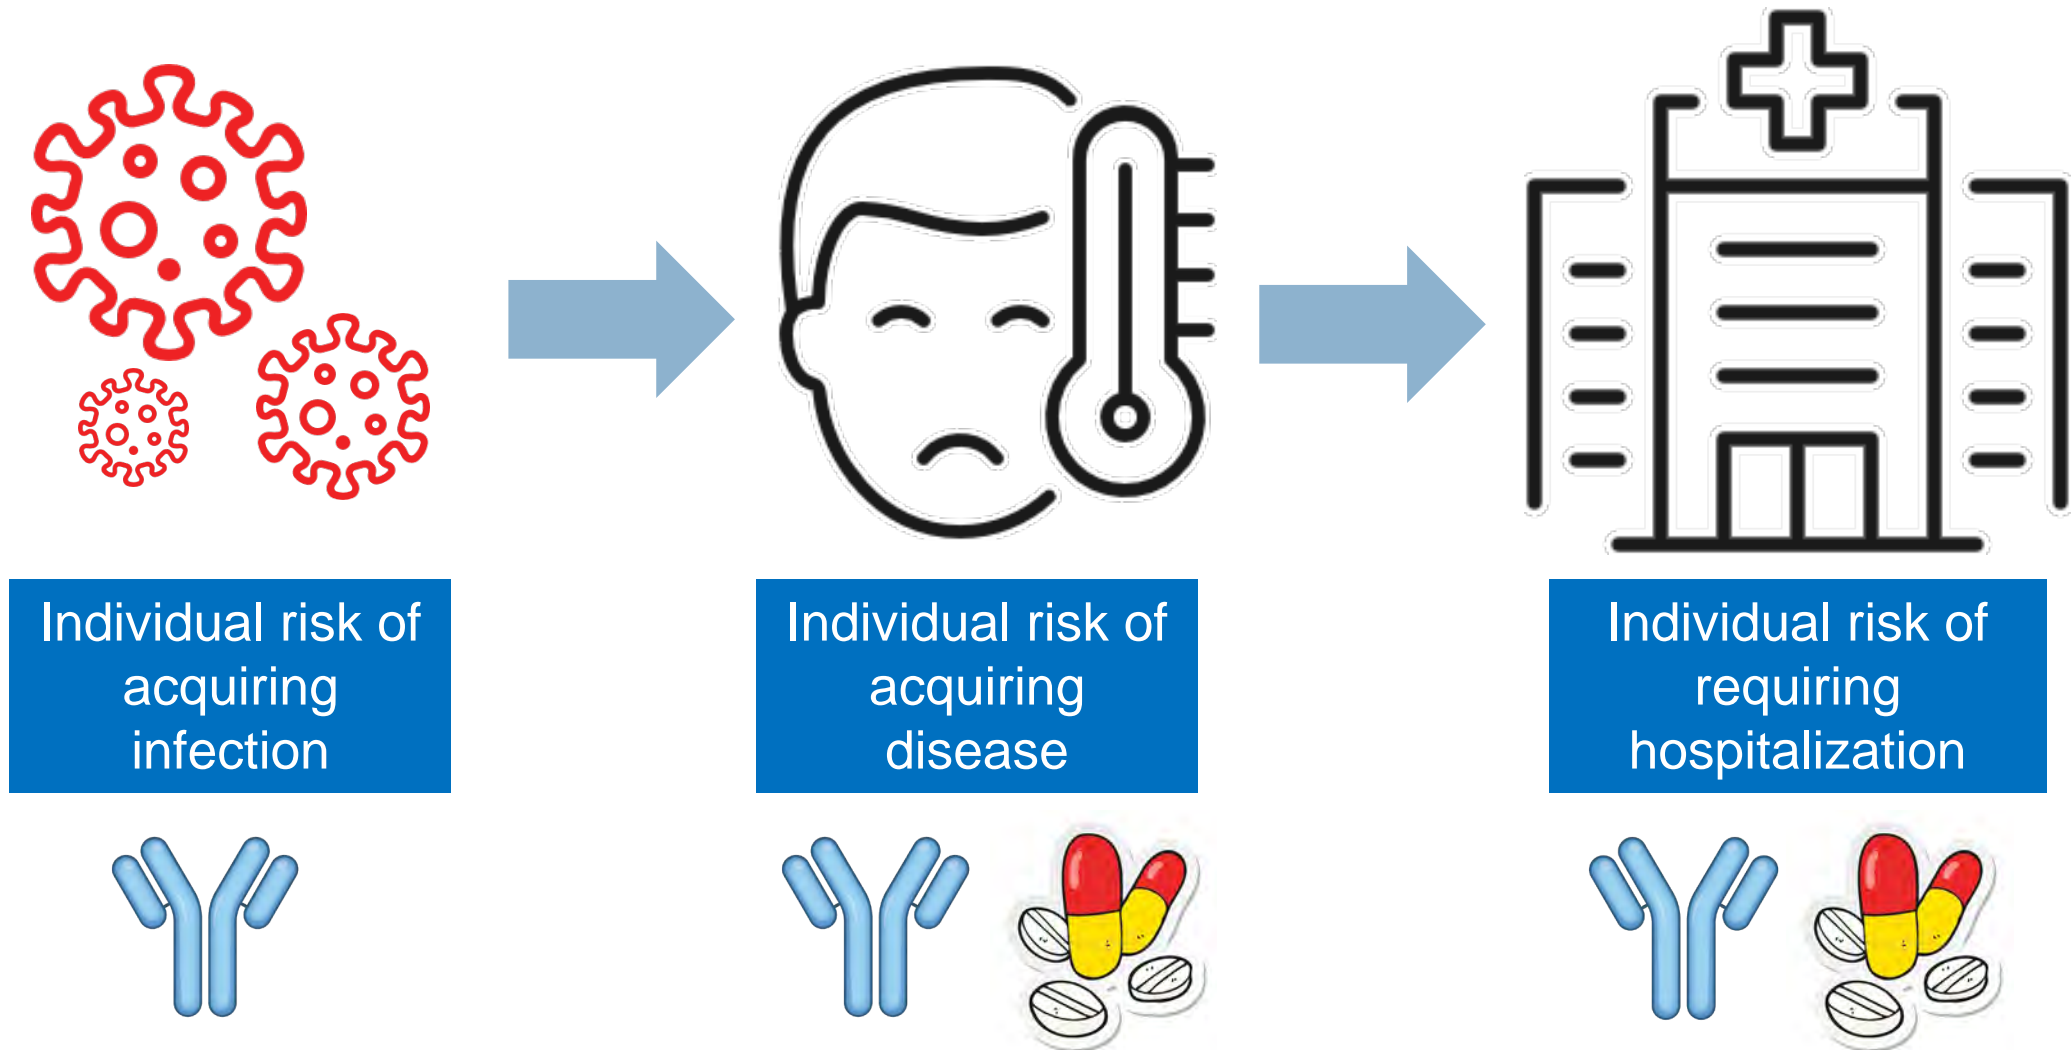 Individual risk of
acquiring
infection
Individual risk of
acquiring
disease
Individual risk of
requiring
hospitalization